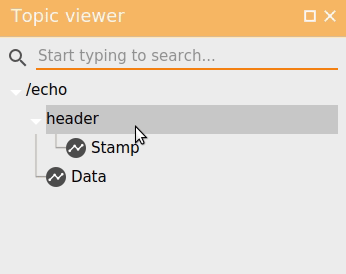 Topic viewer
Start typing to search...
/echo
header
Stamp
Data